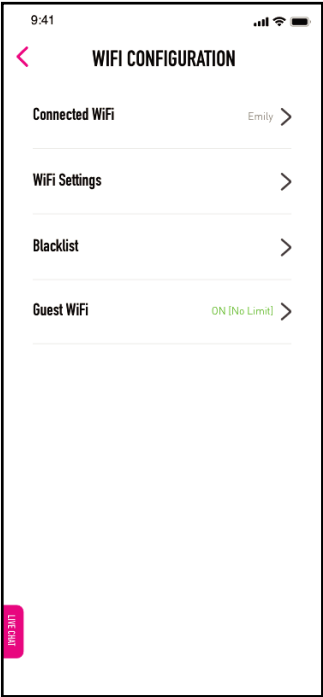 9:41
WIFI CONFIGURATION
Connected WiFi Emily
WiFi Settings
Blacklist
Guest WiFi ON [No Limit]
LIVE CHAT